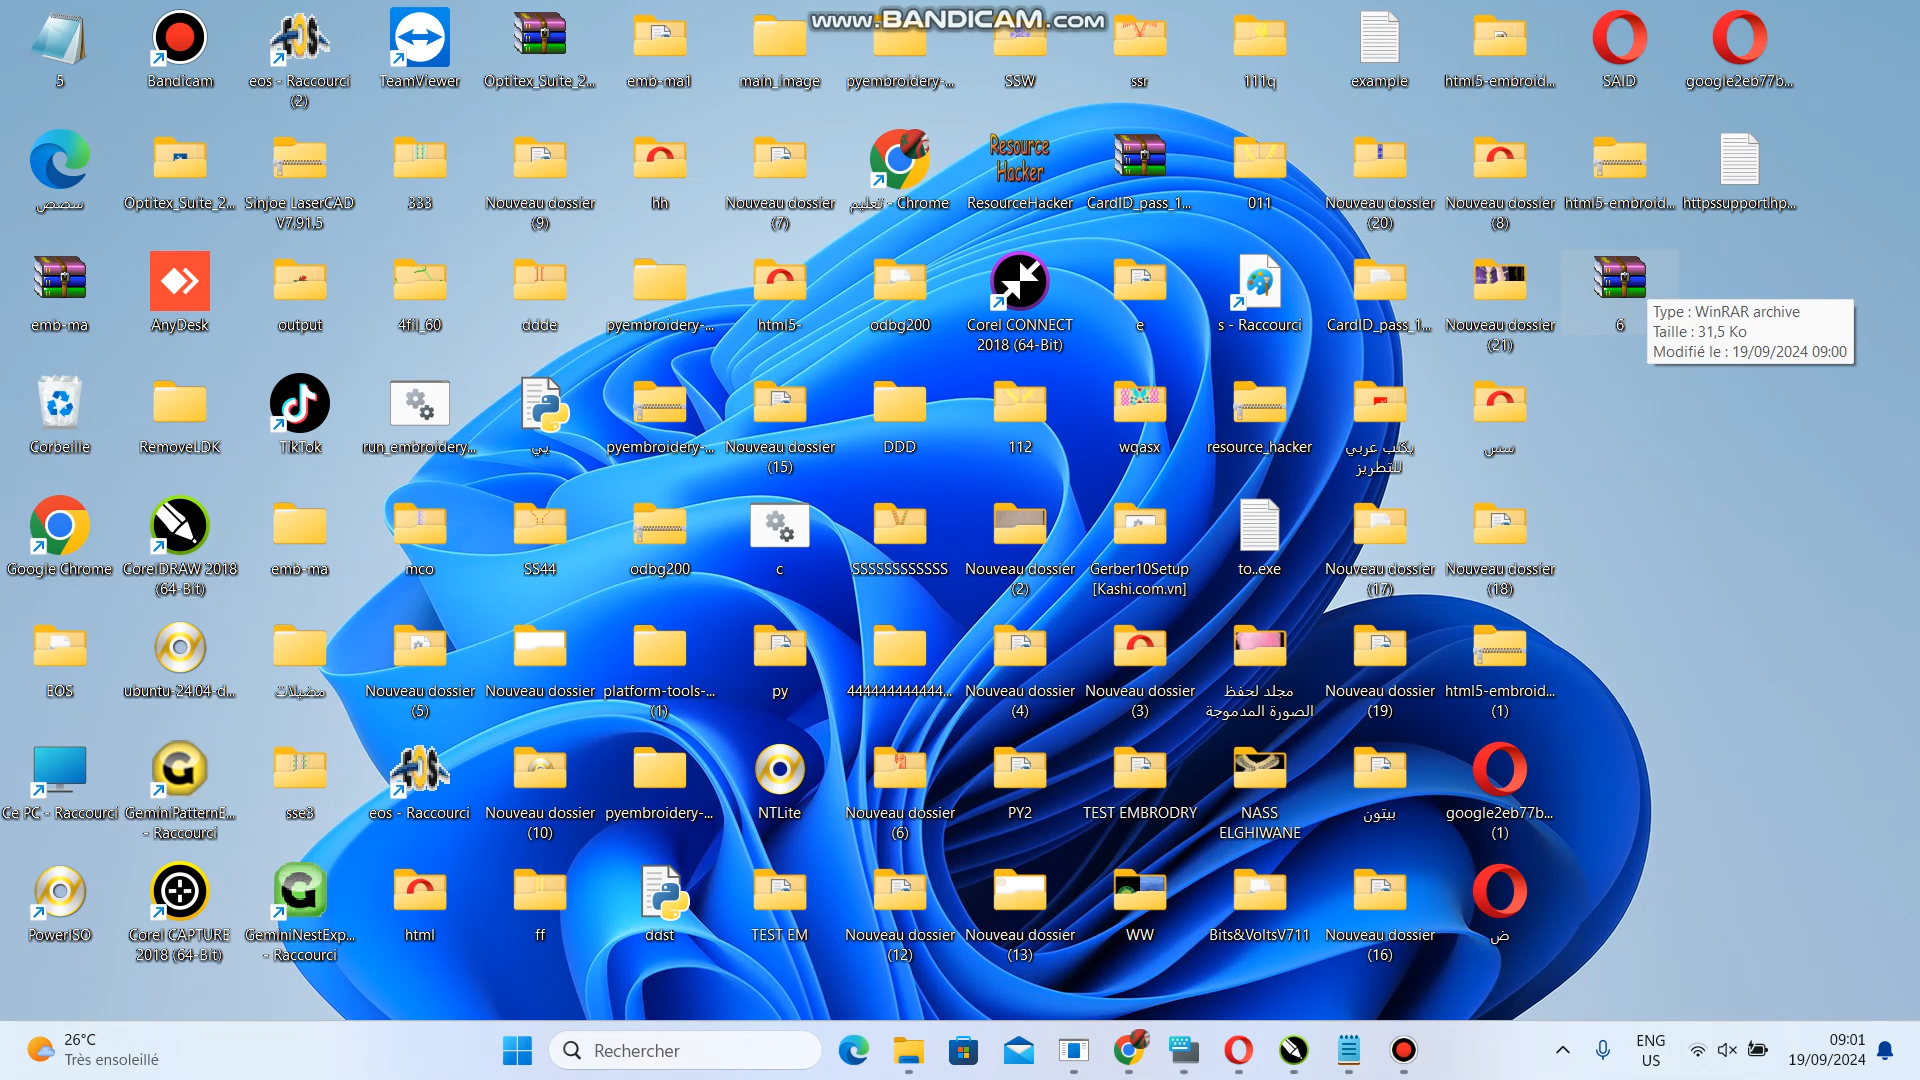 www.BANDICAM.com
5
Bandicam
eos - Raccourci
(2)
TeamViewer
Optitex_Suite_2...
emb-ma1
main_image
pyembroidery-...
SSW
ssr
111q
example
html5-embroid...
SAID
google2eb77b...
سصص
Optitex_Suite_2...
Sinjoe LaserCAD
V7.91.5
333
Nouveau dossier
(9)
hh
Nouveau dossier
(7)
تعليم - Chrome
Resource
Hacker
ResourceHacker
CardID_pass_1...
011
Nouveau dossier
(20)
Nouveau dossier
(8)
html5-embroid...
httpssupport.hp...
emb-ma
AnyDesk
output
4fil_60
ddde
pyembroidery-...
html5-
odbg200
Corel CONNECT
2018 (64-Bit)
e
s - Raccourci
CardID_pass_1...
Nouveau dossier
(21)
6
Type : WinRAR archive
Taille : 31,5 Ko
Modifié le : 19/09/2024 09:00
Corbeille
RemoveLDK
TikTok
run_embroidery...
بي
pyembroidery-...
Nouveau dossier
(15)
DDD
112
wqasx
resource_hacker
يكتب عربي
للتطريز
سس
Google Chrome
CorelDRAW 2018
(64-Bit)
emb-ma
mco
SS44
odbg200
c
SSSSSSSSSSSS
Nouveau dossier
(2)
Gerber10Setup
[Kashi.com.vn]
to..exe
Nouveau dossier
(17)
Nouveau dossier
(18)
EOS
ubuntu-24.04-d...
مضيلات
Nouveau dossier
(5)
Nouveau dossier
platform-tools-...
(1)
py
444444444444...
Nouveau dossier
(4)
Nouveau dossier
(3)
مجلد لحفظ
الصورة المدموجة
Nouveau dossier
(19)
html5-embroid...
(1)
Ce PC - Raccourci
GeminiPatternE...
- Raccourci
sse3
eos - Raccourci
Nouveau dossier
(10)
pyembroidery-...
NTLite
Nouveau dossier
(6)
PY2
TEST EMBRODRY
NASS
ELGHIWANE
بيتون
google2eb77b...
(1)
PowerISO
Corel CAPTURE
2018 (64-Bit)
GeminiNestExp...
- Raccourci
html
ff
ddst
TEST EM
Nouveau dossier
(12)
Nouveau dossier
(13)
WW
Bits&VoltsV711
Nouveau dossier
(16)
ض
26°C
Très ensoleillé
Rechercher
ENG
US
09:01
19/09/2024